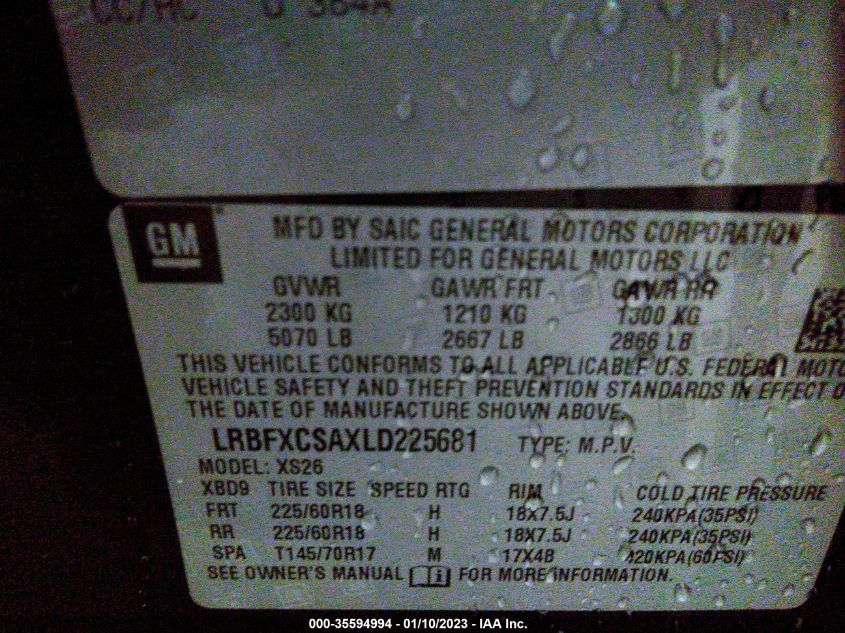 CC/HC U 384A
GM
MFD BY SAIC GENERAL MOTORS CORPORATION
LIMITED FOR GENERAL MOTORS LLC
GVWR GAWR FRT GAWR RR
2300 KG 1210 KG 1300 KG
5070 LB 2667 LB 2866 LB
THIS VEHICLE CONFORMS TO ALL APPLICABLE U.S. FEDERAL MOTO
VEHICLE SAFETY AND THEFT PREVENTION STANDARDS IN EFFECT O
THE DATE OF MANUFACTURE SHOWN ABOVE.
LRBFXCSAXLD225681 TYPE: M.P.V.
MODEL: XS26
XBD9 TIRE SIZE SPEED RTG RIM COLD TIRE PRESSURE
FRT 225/60R18 H 18X7.5J 240KPA(35PSI)
RR 225/60R18 H 18X7.5J 240KPA(35PSI)
SPA T145/70R17 M 17X4B 420KPA(60PSI)
SEE OWNER'S MANUAL FOR MORE INFORMATION.
000-35594994 - 01/10/2023 - IAA Inc.